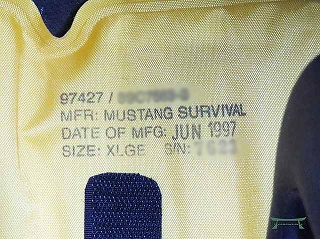 97427 /
MFR: MUSTANG SURVIVAL
DATE OF MFG: JUN 1997
SIZE: XLGE S/N: